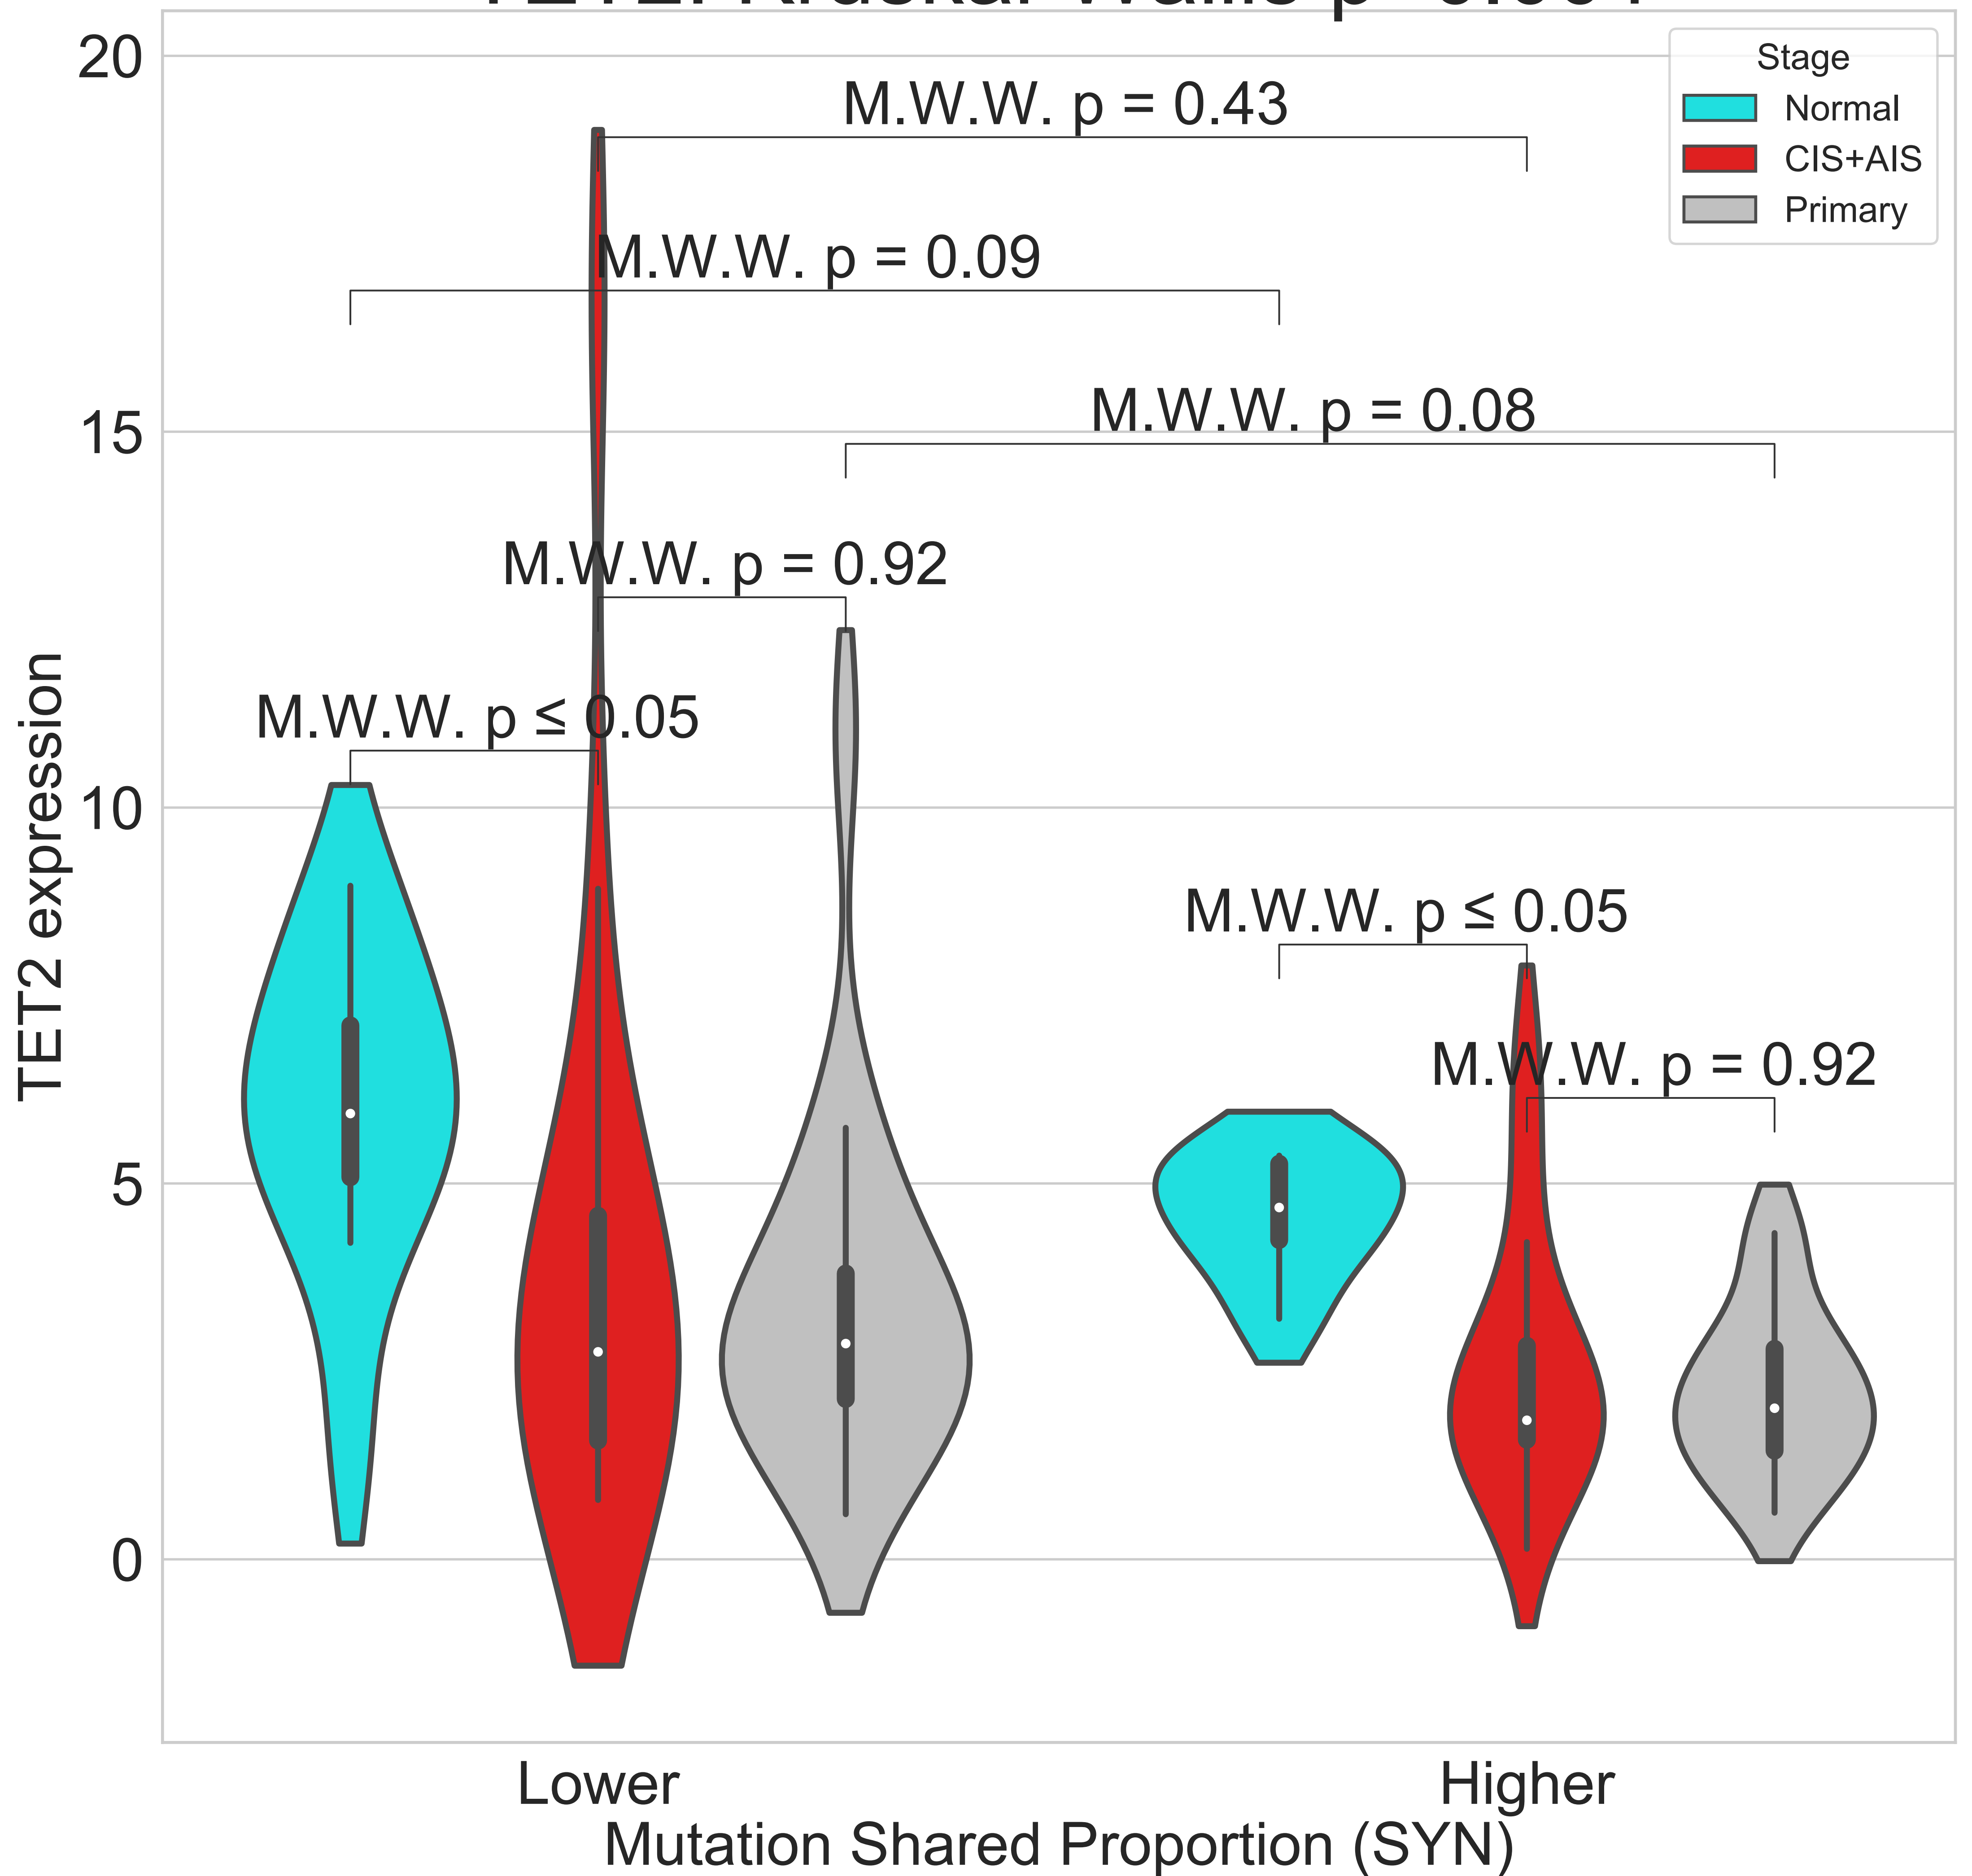 20
15
10
5
0
TET2 expression
Stage
Normal
CIS+AIS
Primary
M.W.W. p = 0.43
M.W.W. p = 0.09
M.W.W. p = 0.08
M.W.W. p = 0.92
M.W.W. p ≤ 0.05
M.W.W. p ≤ 0.05
M.W.W. p = 0.92
Lower
Higher
Mutation Shared Proportion (SYN)